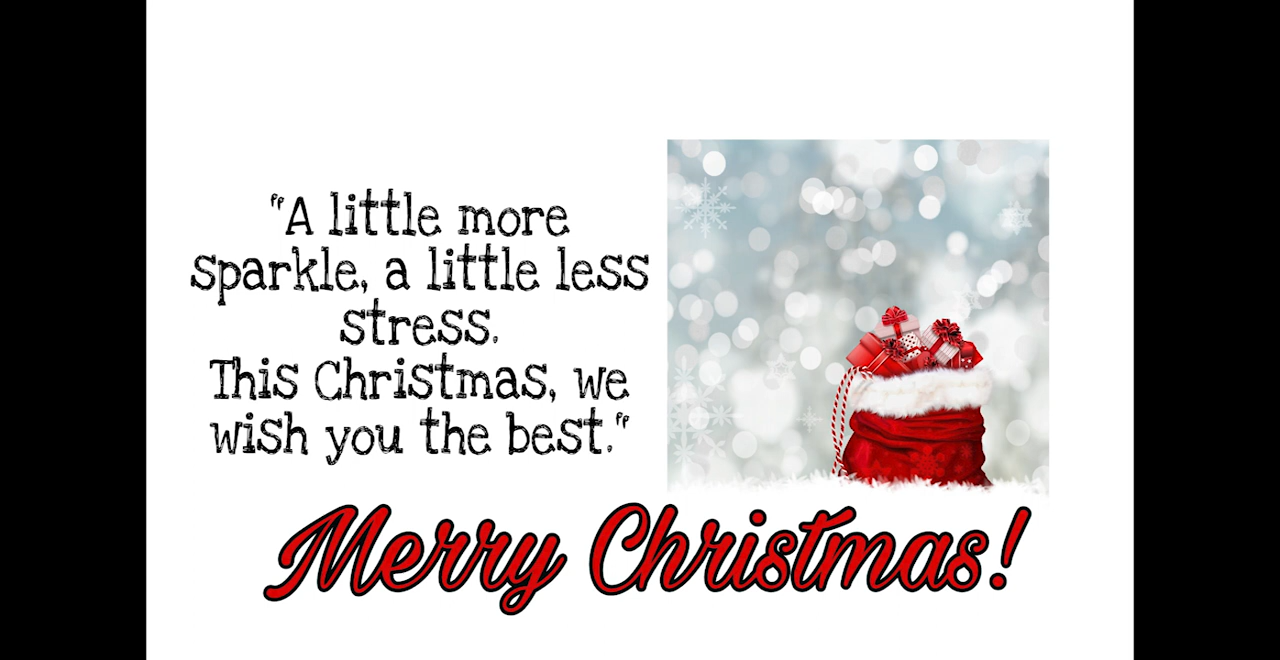 "A little more
sparkle, a little less
stress.
This Christmas, we
wish you the best."
Merry Christmas!